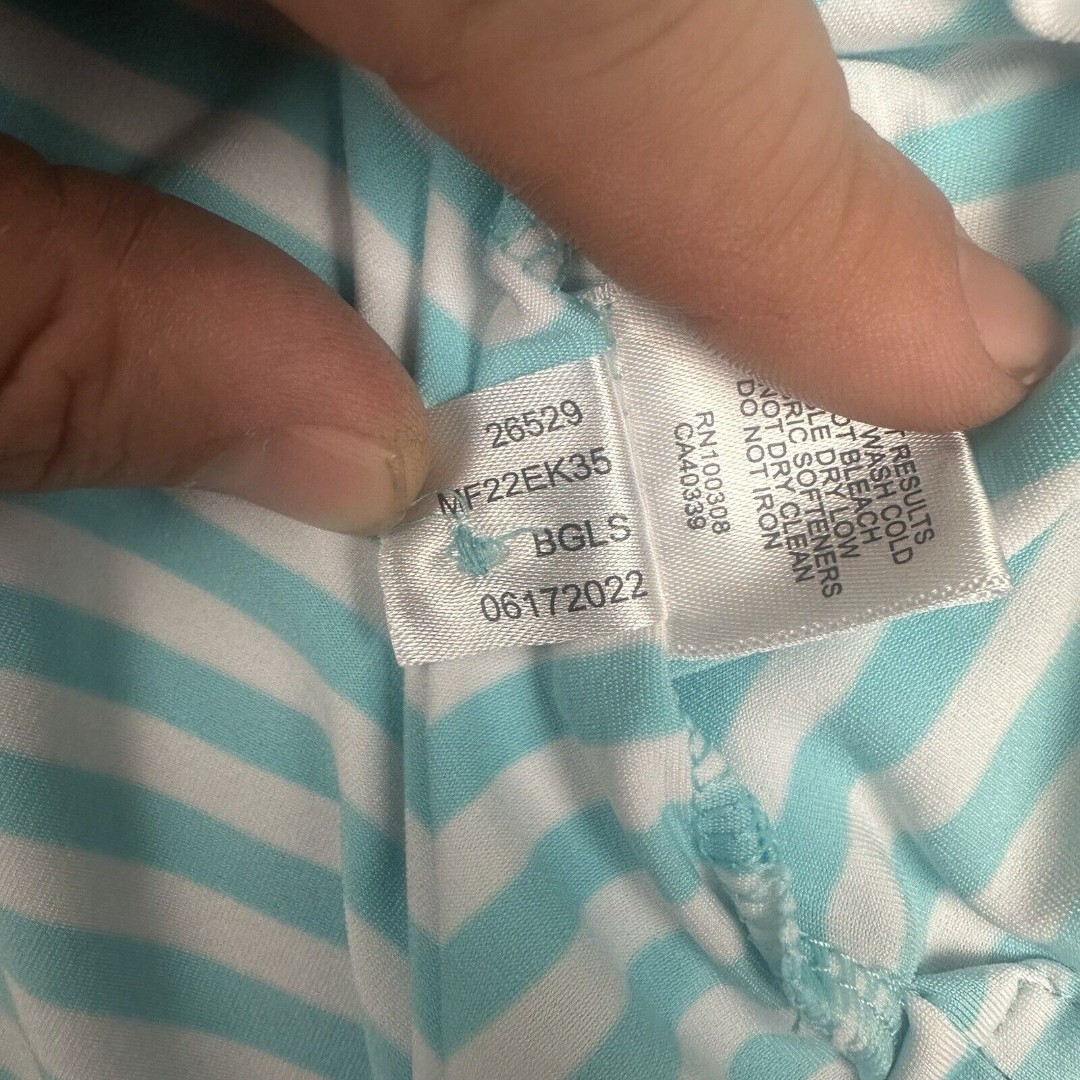 26529
MF22EK35
BGLS
06172022
RESULTS
WASH COLD
BLEACH
DRY LOW
SOFTENERS
NOT DRY CLEAN
DO NOT IRON
RN100308
CA40339